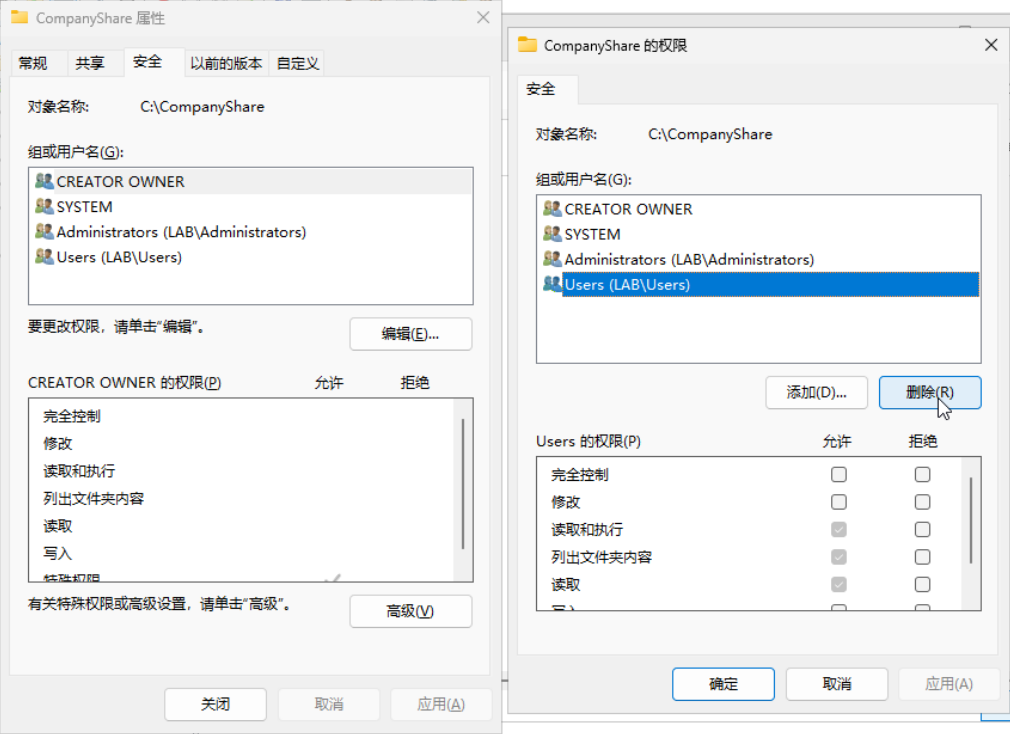 CompanyShare 属性
常规 共享 安全 以前的版本 自定义
对象名称: C:\CompanyShare
组或用户名(G):
CREATOR OWNER
SYSTEM
Administrators (LAB\Administrators)
Users (LAB\Users)
要更改权限，请单击"编辑"。
编辑(E)...
CREATOR OWNER 的权限(P) 允许 拒绝
完全控制
修改
读取和执行
列出文件夹内容
读取
写入
特殊权限
有关特殊权限或高级设置，请单击"高级"。
高级(V)
关闭 取消 应用(A)
CompanyShare 的权限
安全
对象名称: C:\CompanyShare
组或用户名(G):
CREATOR OWNER
SYSTEM
Administrators (LAB\Administrators)
Users (LAB\Users)
添加(D)... 删除(R)
Users 的权限(P) 允许 拒绝
完全控制
修改
读取和执行
列出文件夹内容
读取
写入
确定 取消 应用(A)